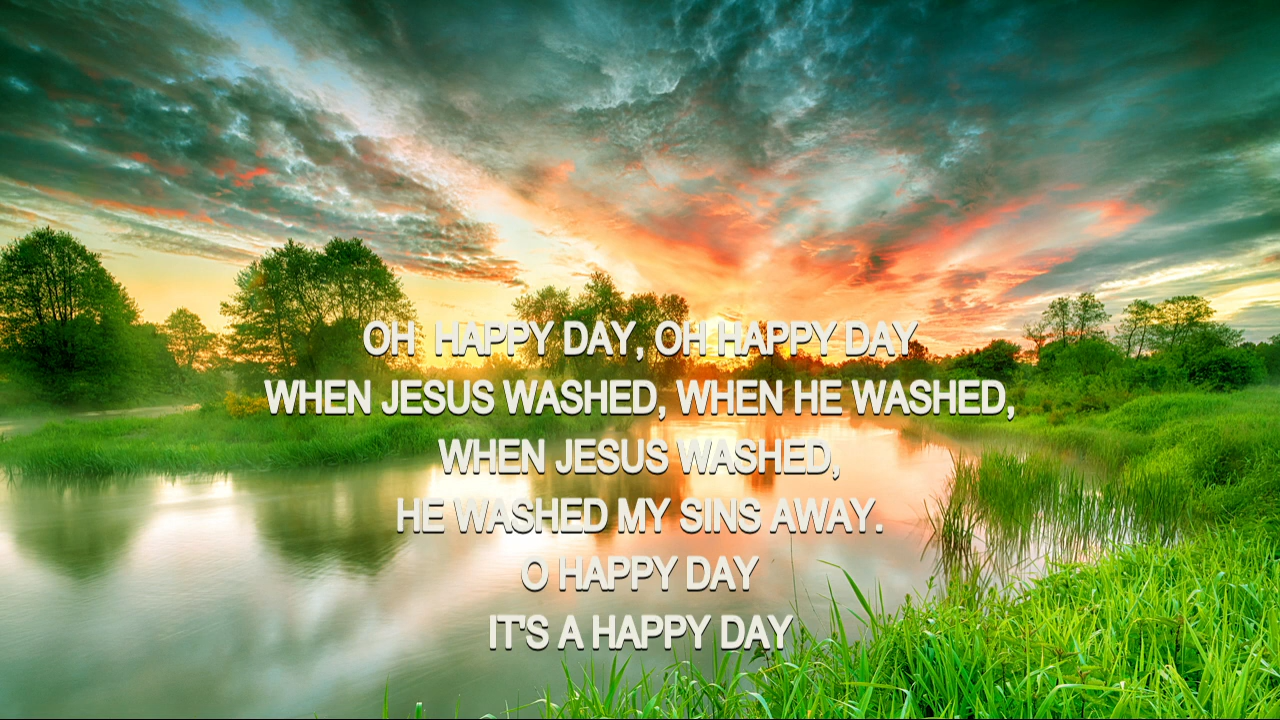 OH  HAPPY DAY, OH HAPPY DAY
WHEN JESUS WASHED, WHEN HE WASHED,
WHEN JESUS WASHED,
HE WASHED MY SINS AWAY.
O HAPPY DAY
IT'S A HAPPY DAY